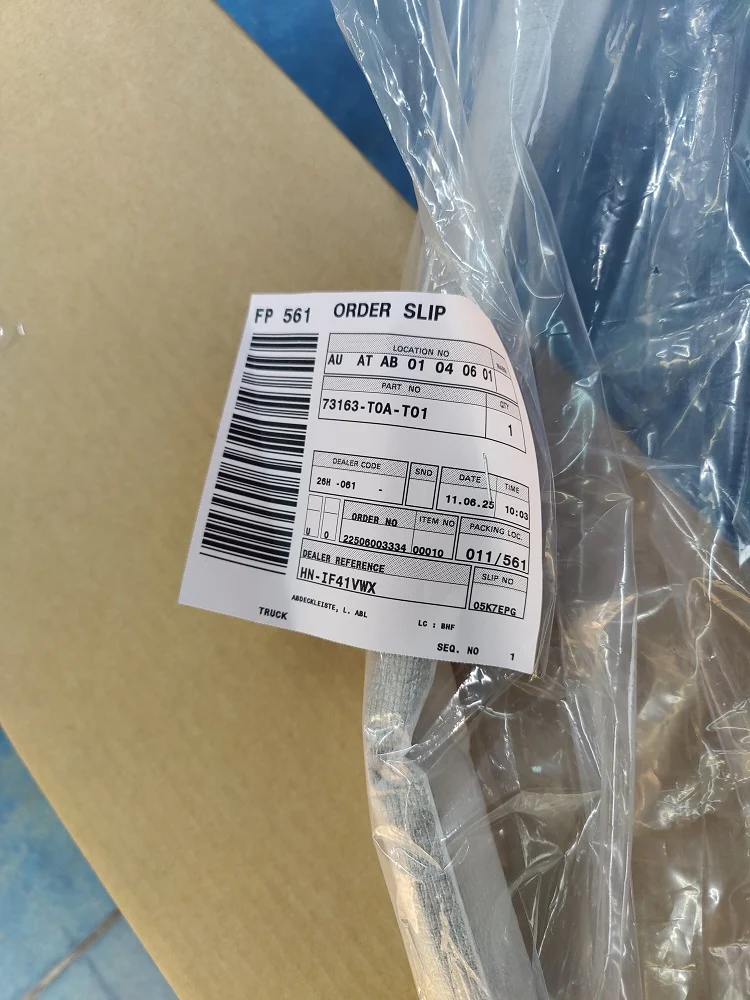 FP 561 ORDER SLIP
LOCATION NO
AU AT AB 01 04 06 01
PART NO QTY
73163-T0A-T01 1
DEALER CODE SND DATE TIME
26H -061 - 11.06.25 10:03
ORDER NO ITEM NO PACKING LOC.
U 0 22506003334 00010 011/561
DEALER REFERENCE SLIP NO
HN-IF41VWX 05K7EPG
ABDECKLEISTE, L. ABL LC : BHF
TRUCK SEQ. NO 1